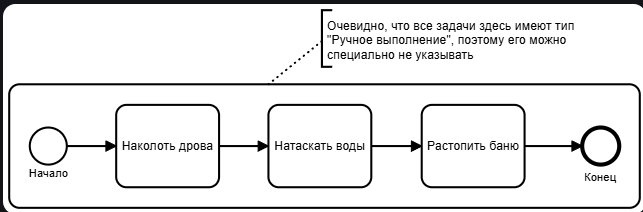 Очевидно, что все задачи здесь имеют тип
"Ручное выполнение", поэтому его можно
специально не указывать
Начало
Наколоть дрова
Натаскать воды
Растопить баню
Конец